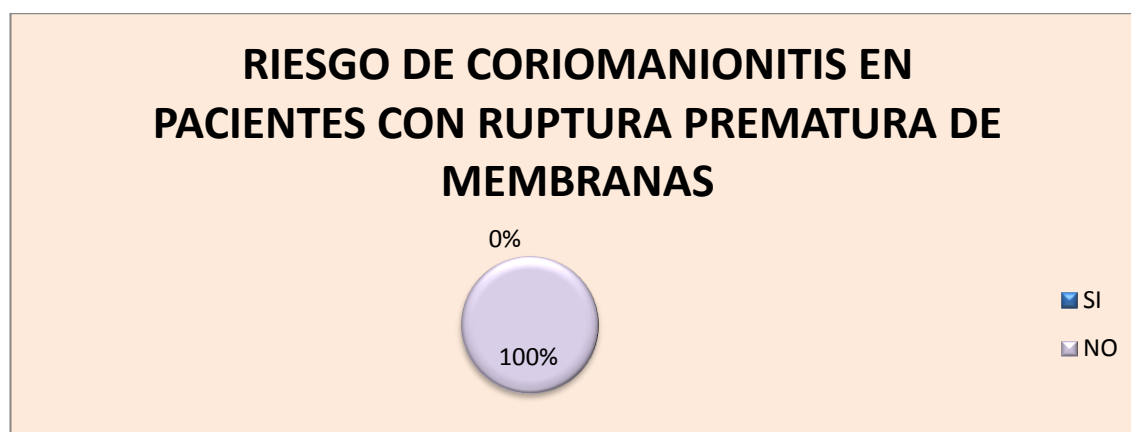 RIESGO DE CORIOMANIONITIS EN
PACIENTES CON RUPTURA PREMATURA DE
MEMBRANAS
0%
100%
SI
NO